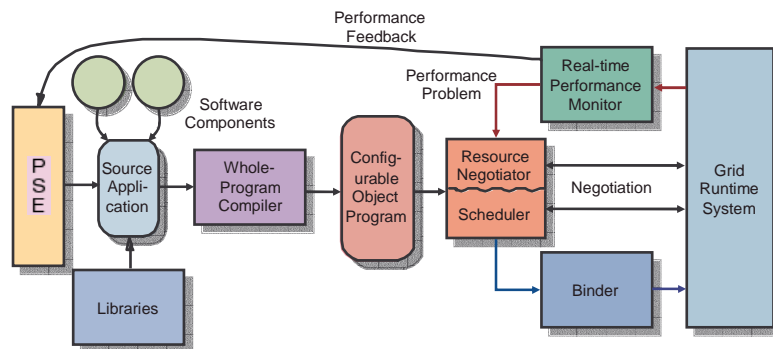 Performance
Feedback
Real-time
Performance
Monitor
Performance
Problem
Software
Components
P
S
E
Source
Appli-
cation
Whole-
Program
Compiler
Config-
urable
Object
Program
Resource
Negotiator
Scheduler
Negotiation
Grid
Runtime
System
Libraries
Binder